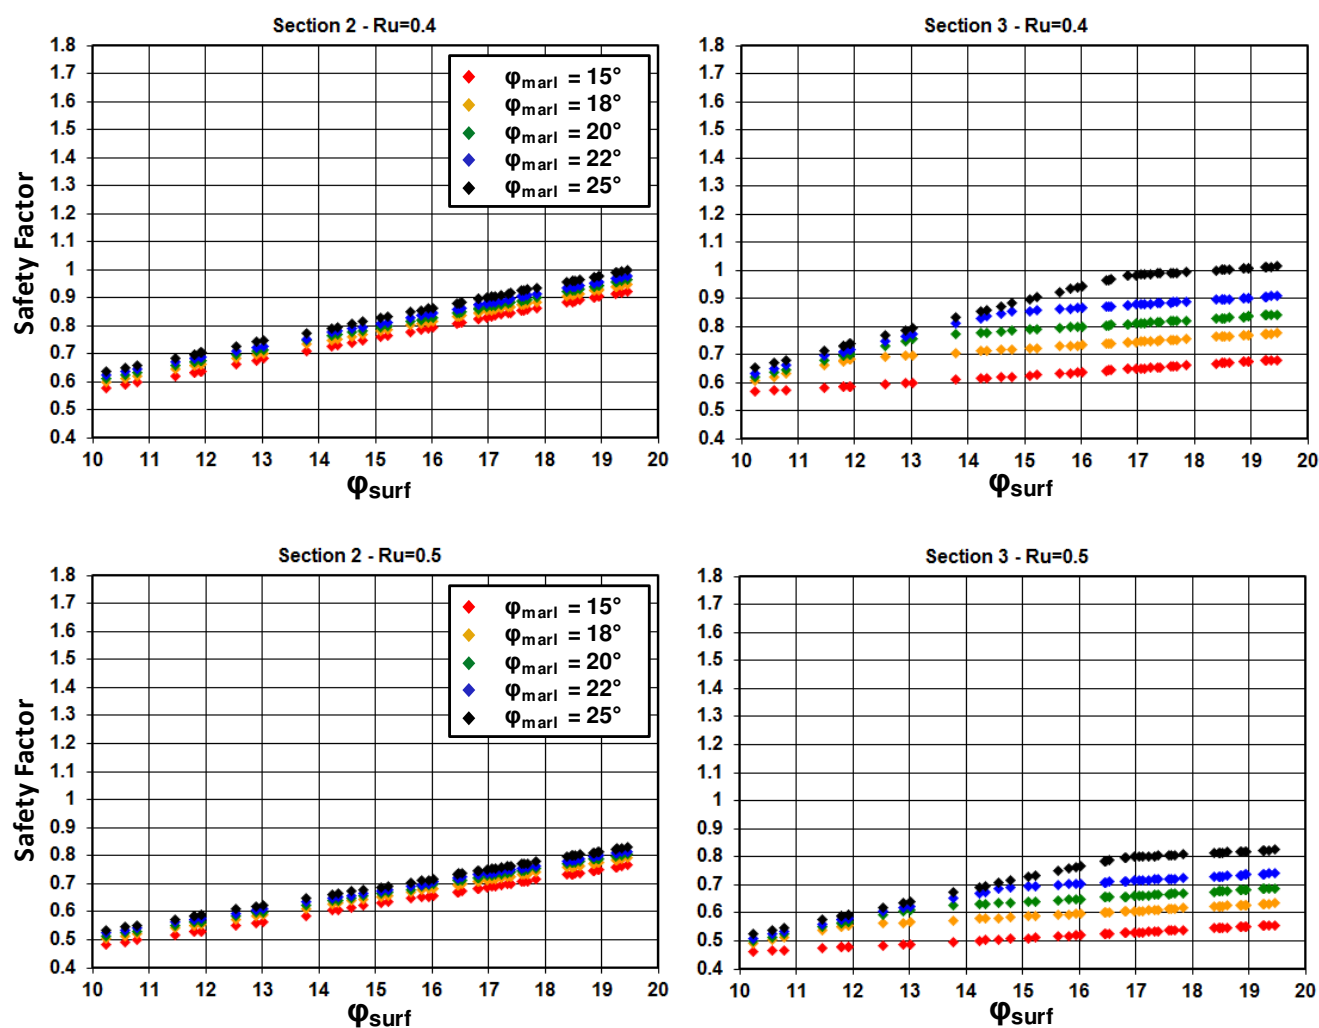 Section 2 - Ru=0.4
Section 3 - Ru=0.4
Safety Factor
1.8
1.7
1.6
1.5
1.4
1.3
1.2
1.1
1
0.9
0.8
0.7
0.6
0.5
0.4
10 11 12 13 14 15 16 17 18 19 20
φsurf
φmarl = 15°
φmarl = 18°
φmarl = 20°
φmarl = 22°
φmarl = 25°
1.8
1.7
1.6
1.5
1.4
1.3
1.2
1.1
1
0.9
0.8
0.7
0.6
0.5
0.4
10 11 12 13 14 15 16 17 18 19 20
φsurf
Section 2 - Ru=0.5
Section 3 - Ru=0.5
Safety Factor
1.8
1.7
1.6
1.5
1.4
1.3
1.2
1.1
1
0.9
0.8
0.7
0.6
0.5
0.4
10 11 12 13 14 15 16 17 18 19 20
φsurf
φmarl = 15°
φmarl = 18°
φmarl = 20°
φmarl = 22°
φmarl = 25°
1.8
1.7
1.6
1.5
1.4
1.3
1.2
1.1
1
0.9
0.8
0.7
0.6
0.5
0.4
10 11 12 13 14 15 16 17 18 19 20
φsurf